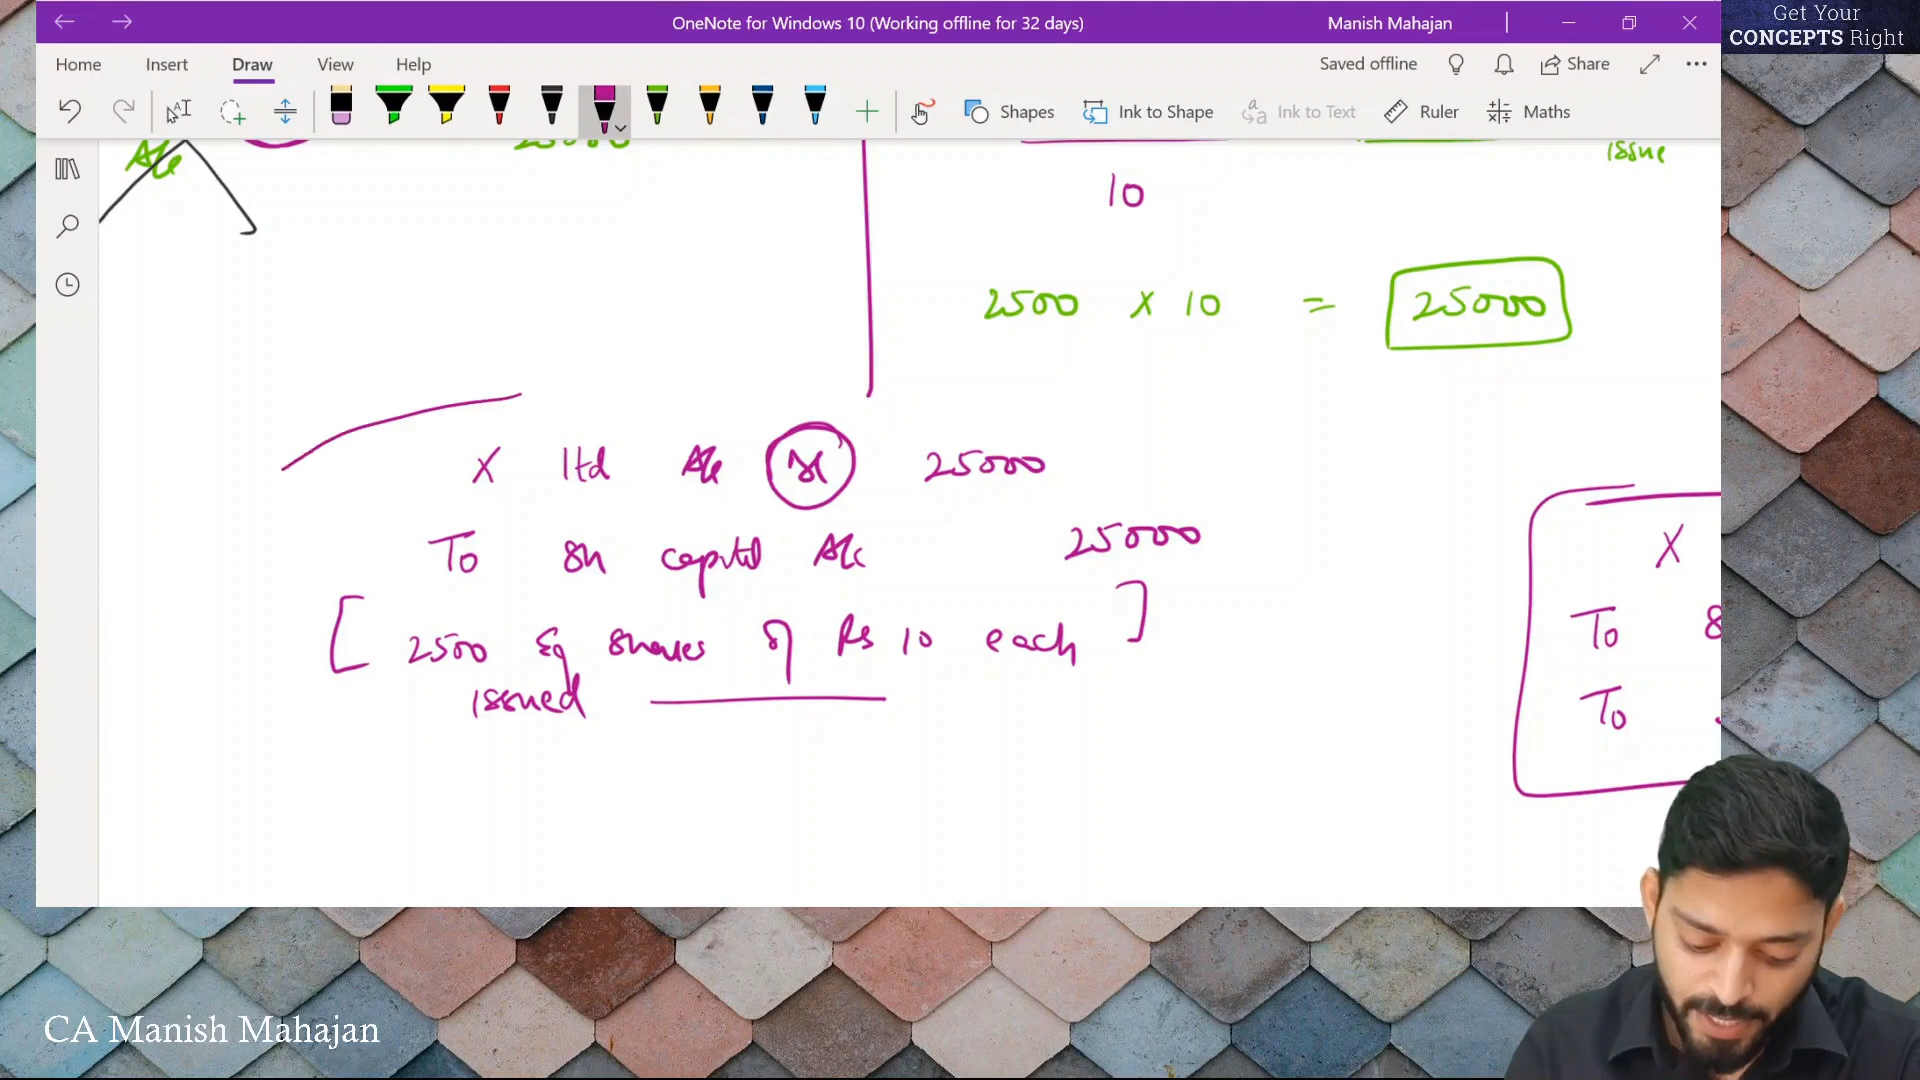 OneNote for Windows 10 (Working offline for 32 days)
Manish Mahajan
Get Your
CONCEPTS Right
Home Insert Draw View Help
Saved offline
Share
Shapes
Ink to Shape
Ink to Text
Ruler
Maths
A/c
25000
issue
10
2500 X 10 = 25000
X ltd A/c Dr 25000
To Sh capital A/c 25000
[ 2500 Eq Shares of Rs 10 each ]
issued
X
To S
To
CA Manish Mahajan